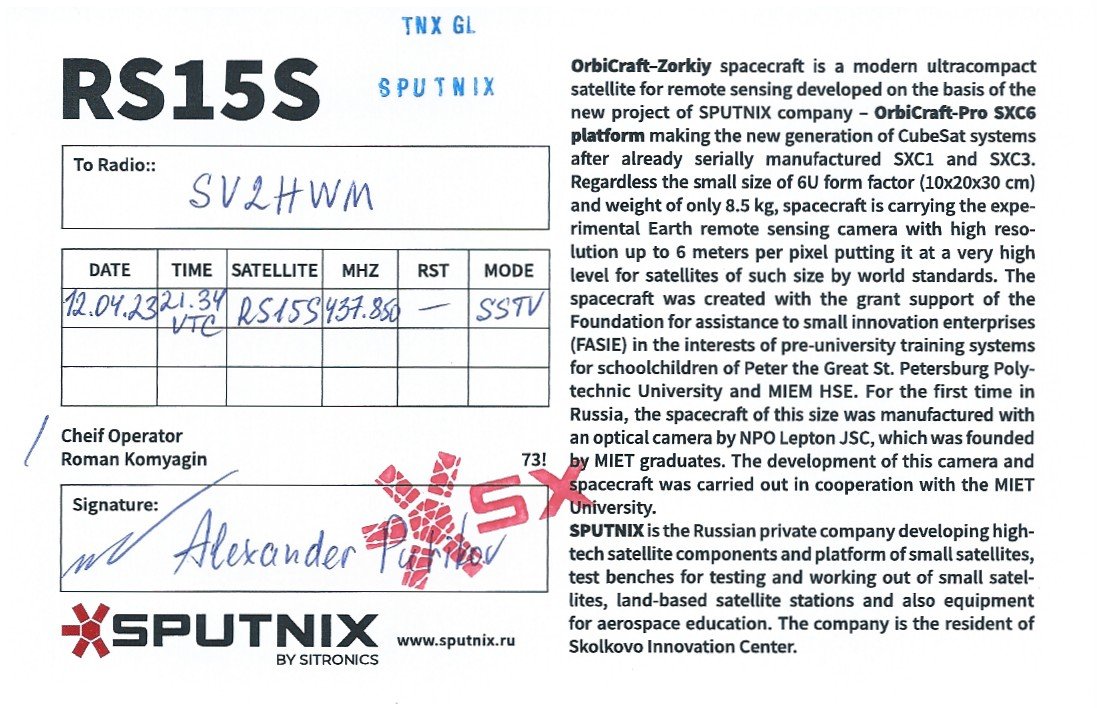 TNX GL
SPUTNIX
RS15S
To Radio::
SV2HWM
DATE TIME SATELLITE MHZ RST MODE
12.04.23 21.34 UTC RS15S 437.850 — SSTV
Cheif Operator
Roman Komyagin
73!
Signature:
Alexander
SX
SPUTNIX
BY SITRONICS
www.sputnix.ru
OrbiCraft–Zorkiy spacecraft is a modern ultracompact
satellite for remote sensing developed on the basis of the
new project of SPUTNIX company – OrbiCraft-Pro SXC6
platform making the new generation of CubeSat systems
after already serially manufactured SXC1 and SXC3.
Regardless the small size of 6U form factor (10x20x30 cm)
and weight of only 8.5 kg, spacecraft is carrying the expe-
rimental Earth remote sensing camera with high reso-
lution up to 6 meters per pixel putting it at a very high
level for satellites of such size by world standards. The
spacecraft was created with the grant support of the
Foundation for assistance to small innovation enterprises
(FASIE) in the interests of pre-university training systems
for schoolchildren of Peter the Great St. Petersburg Poly-
technic University and MIEM HSE. For the first time in
Russia, the spacecraft of this size was manufactured with
an optical camera by NPO Lepton JSC, which was founded
by MIET graduates. The development of this camera and
spacecraft was carried out in cooperation with the MIET
University.
SPUTNIX is the Russian private company developing high-
tech satellite components and platform of small satellites,
test benches for testing and working out of small satel-
lites, land-based satellite stations and also equipment
for aerospace education. The company is the resident of
Skolkovo Innovation Center.